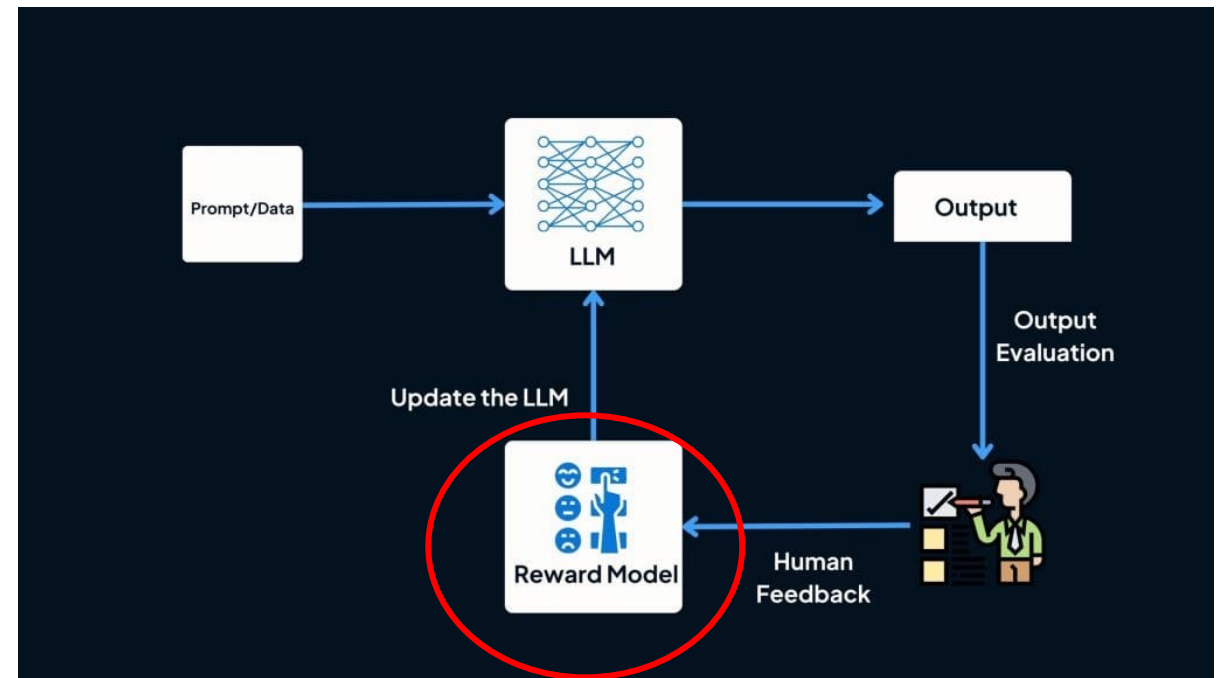 Prompt/Data
LLM
Output
Output
Evaluation
Update the LLM
Reward Model
Human
Feedback